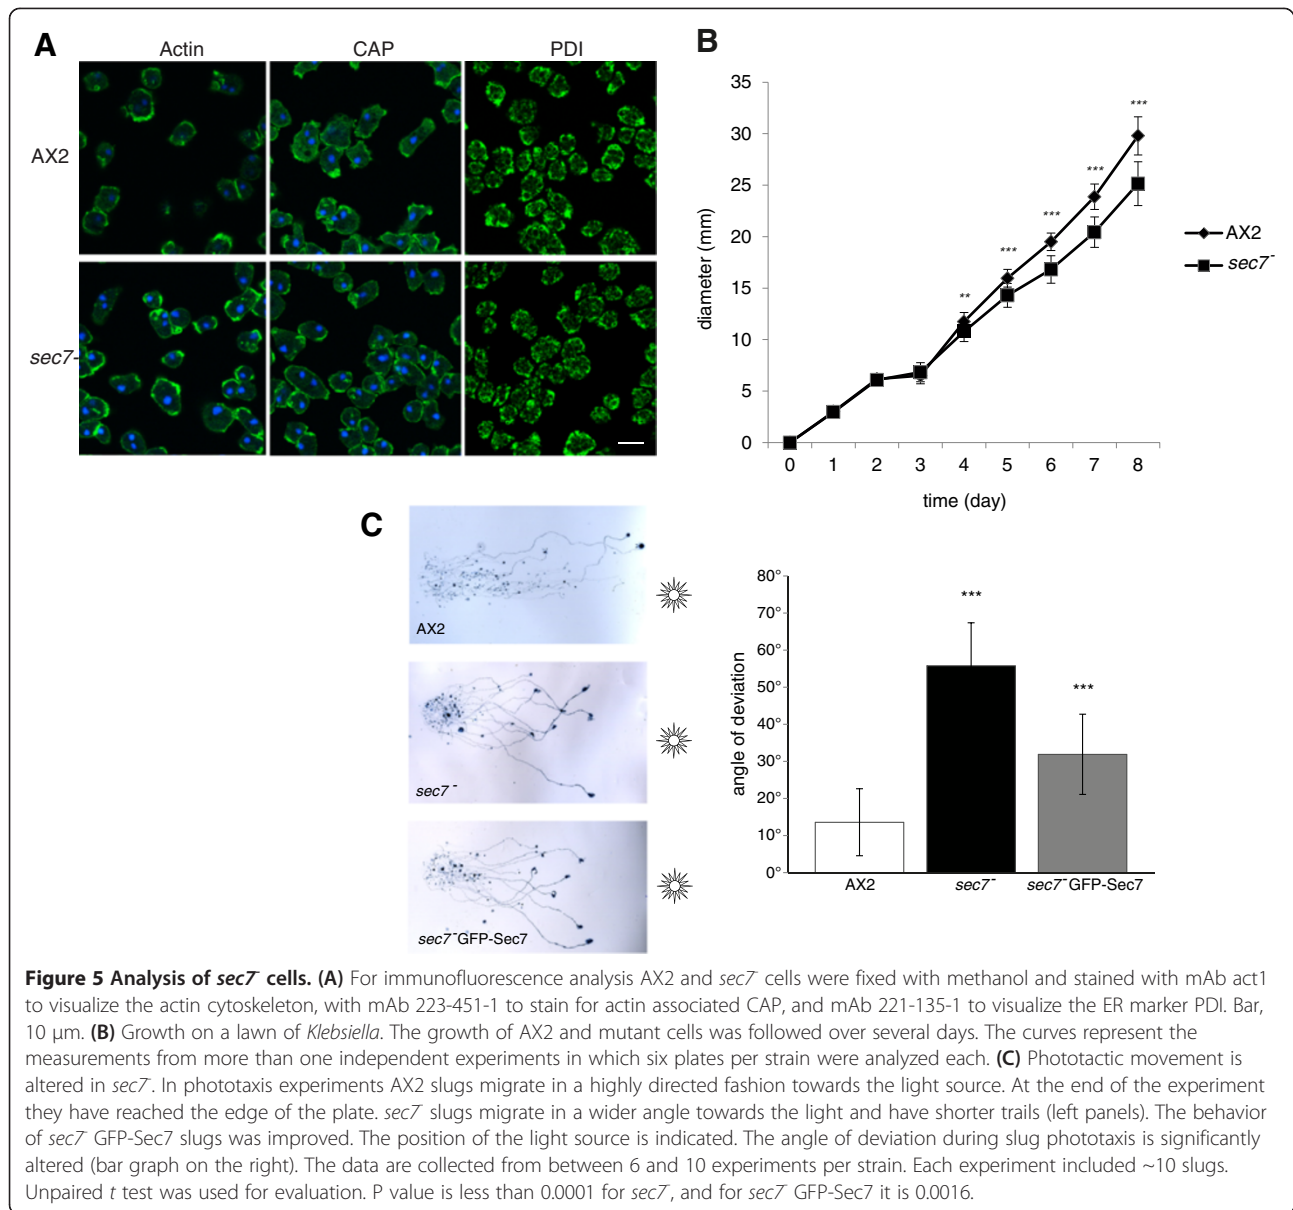 A
Actin CAP PDI
AX2
sec7-
B
35
30
25
20
15
10
5
0
diameter (mm)
** *** *** *** ***
0 1 2 3 4 5 6 7 8
time (day)
AX2
sec7-
C
AX2
sec7-
sec7-GFP-Sec7
80°
70°
60°
50°
40°
30°
20°
10°
0°
angle of deviation
*** ***
AX2 sec7- sec7-GFP-Sec7
Figure 5 Analysis of sec7- cells. (A) For immunofluorescence analysis AX2 and sec7- cells were fixed with methanol and stained with mAb act1
to visualize the actin cytoskeleton, with mAb 223-451-1 to stain for actin associated CAP, and mAb 221-135-1 to visualize the ER marker PDI. Bar,
10 μm. (B) Growth on a lawn of Klebsiella. The growth of AX2 and mutant cells was followed over several days. The curves represent the
measurements from more than one independent experiments in which six plates per strain were analyzed each. (C) Phototactic movement is
altered in sec7-. In phototaxis experiments AX2 slugs migrate in a highly directed fashion towards the light source. At the end of the experiment
they have reached the edge of the plate. sec7- slugs migrate in a wider angle towards the light and have shorter trails (left panels). The behavior
of sec7- GFP-Sec7 slugs was improved. The position of the light source is indicated. The angle of deviation during slug phototaxis is significantly
altered (bar graph on the right). The data are collected from between 6 and 10 experiments per strain. Each experiment included ~10 slugs.
Unpaired t test was used for evaluation. P value is less than 0.0001 for sec7-, and for sec7- GFP-Sec7 it is 0.0016.